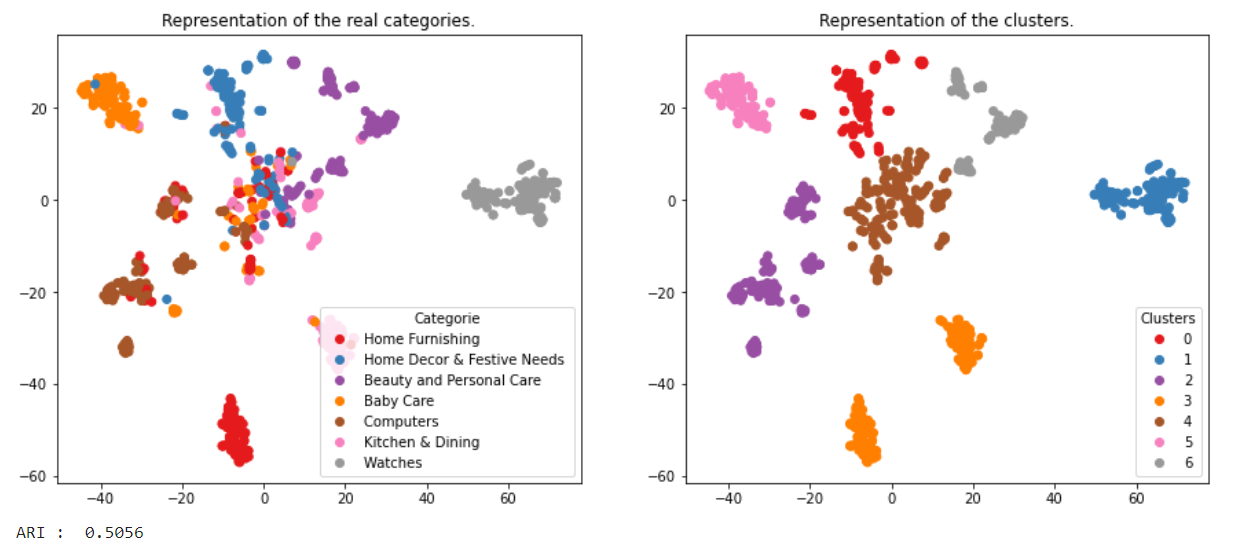 Representation of the real categories.
20
0
−20
−40
−60
−40
−20
0
20
40
60
Categorie
Home Furnishing
Home Decor & Festive Needs
Beauty and Personal Care
Baby Care
Computers
Kitchen & Dining
Watches
Representation of the clusters.
20
0
−20
−40
−60
−40
−20
0
20
40
60
Clusters
0
1
2
3
4
5
6
ARI :  0.5056